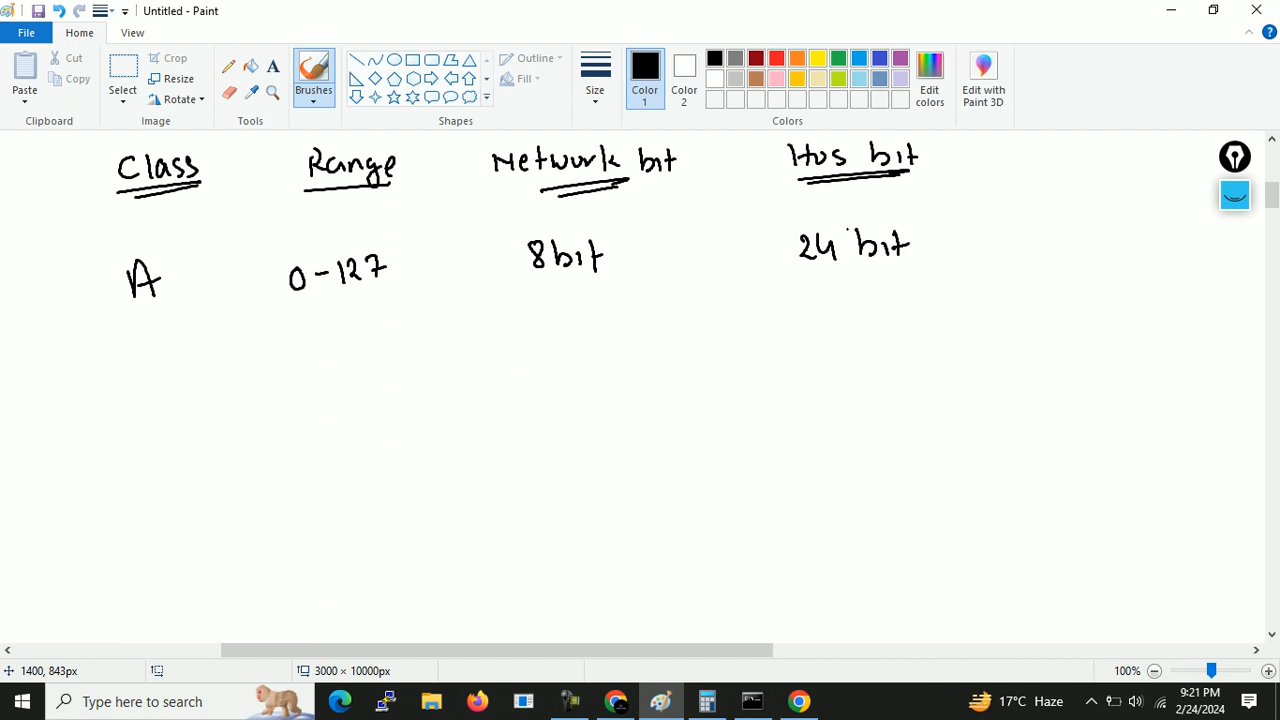 Untitled - Paint
File Home View
Paste Cut Copy Select Crop Resize Rotate A Brushes Outline Fill Size Color 1 Color 2 Edit colors Edit with Paint 3D
Clipboard Image Tools Shapes Colors
Class Range Network bit Hos bit
A 0-127 8bit 24 bit
1400, 843px 3000 × 10000px 100%
Type here to search 17°C Haze 9:21 PM
2/24/2024